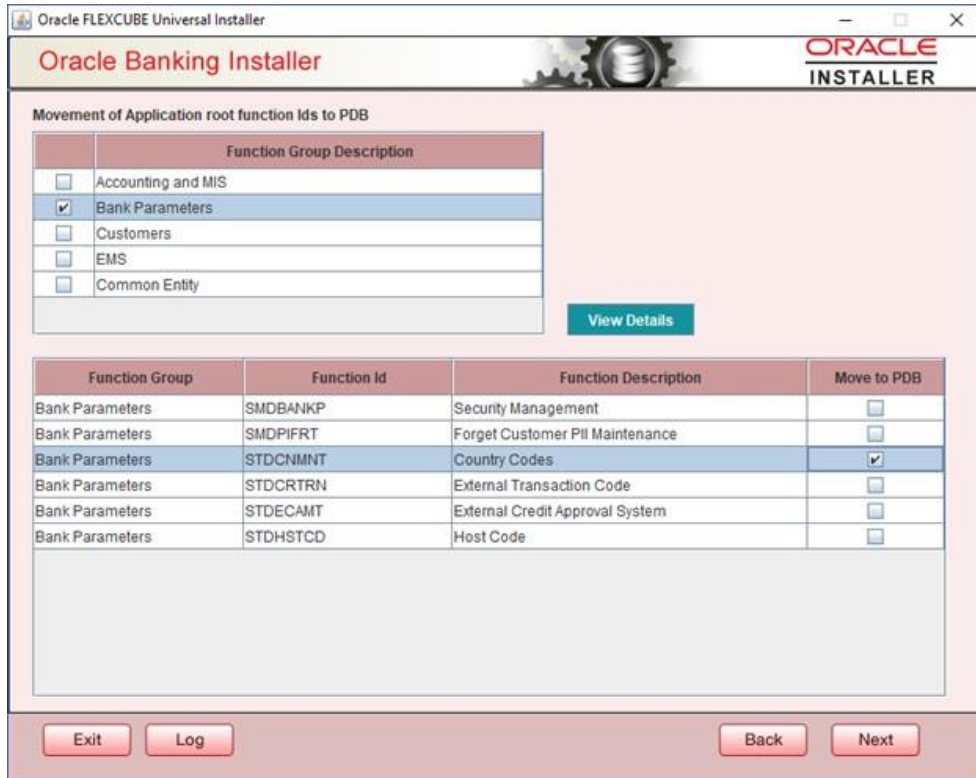 Oracle FLEXCUBE Universal Installer
Oracle Banking Installer
ORACLE
INSTALLER
Movement of Application root function Ids to PDB
Function Group Description
Accounting and MIS
Bank Parameters
Customers
EMS
Common Entity
View Details
Function Group Function Id Function Description Move to PDB
Bank Parameters SMDBANKP Security Management
Bank Parameters SMDPIFRT Forget Customer PII Maintenance
Bank Parameters STDCNMNT Country Codes
Bank Parameters STDCRTRN External Transaction Code
Bank Parameters STDECAMT External Credit Approval System
Bank Parameters STDHSTCD Host Code
Exit Log Back Next